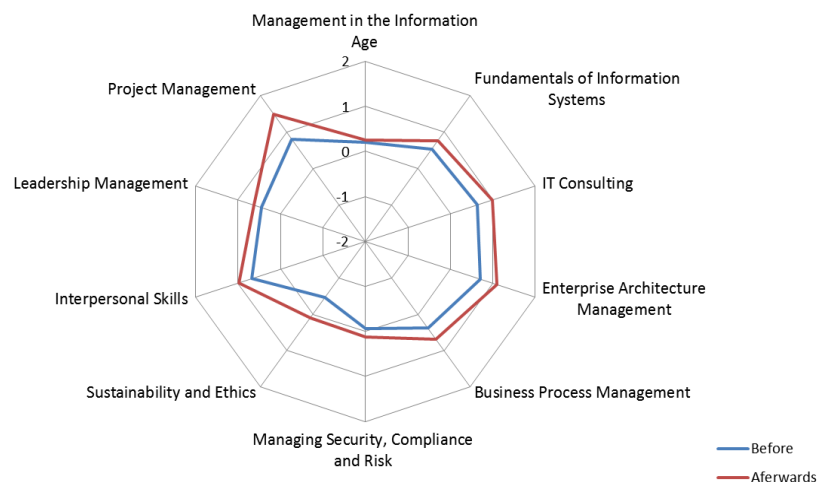 Management in the Information
Age
2
Fundamentals of Information
Systems
Project Management
1
0
Leadership Management
IT Consulting
-1
-2
Interpersonal Skills
Enterprise Architecture
Management
Sustainability and Ethics
Business Process Management
Managing Security, Compliance
and Risk
Before
Aferwards